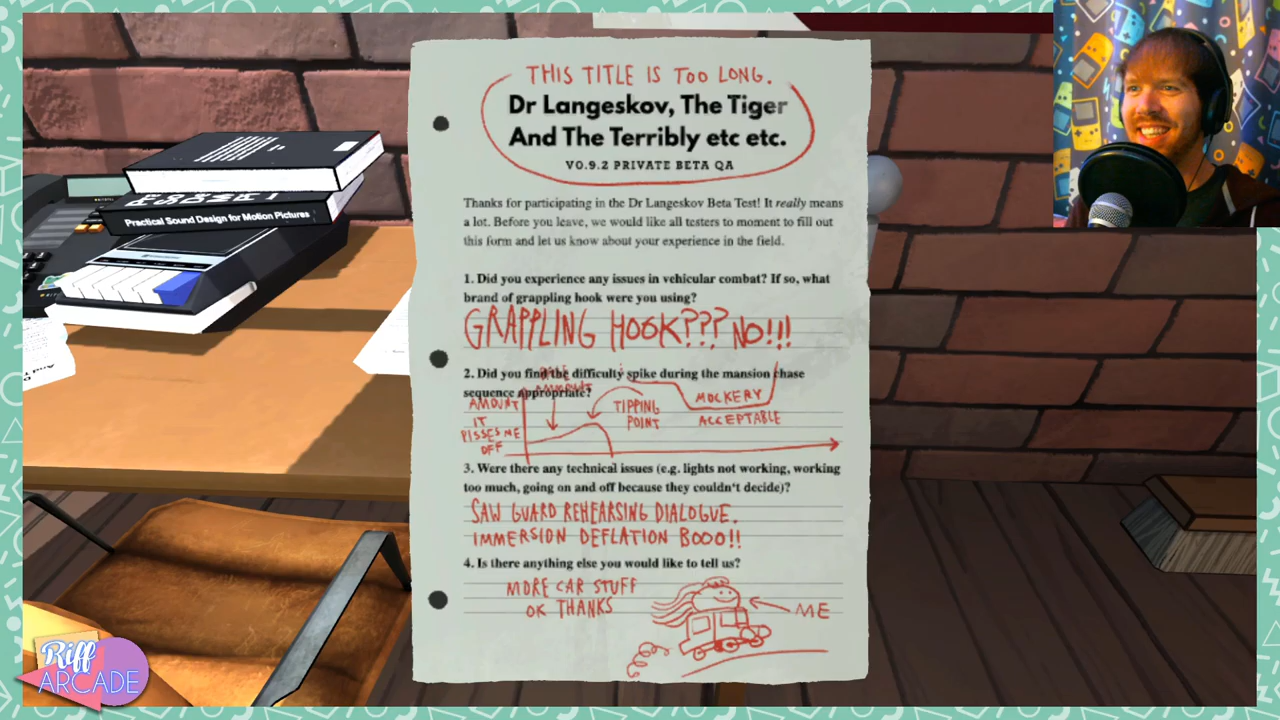 THIS TITLE IS TOO LONG.
Dr Langeskov, The Tiger
And The Terribly etc etc.
V0.9.2 PRIVATE BETA QA
Thanks for participating in the Dr Langeskov Beta Test! It really means
a lot. Before you leave, we would like all testers to moment to fill out
this form and let us know about your experience in the field.
1. Did you experience any issues in vehicular combat? If so, what
brand of grappling hook were you using?
GRAPPLING HOOK??? NO!!!
2. Did you find the difficulty spike during the mansion chase
sequence appropriate?
AMOUNT
IT
PISSES ME
OFF
TIPPING
POINT
MOCKERY
ACCEPTABLE
3. Were there any technical issues (e.g. lights not working, working
too much, going on and off because they couldn't decide)?
SAW GUARD REHEARSING DIALOGUE.
IMMERSION DEFLATION BOOO!!
4. Is there anything else you would like to tell us?
MORE CAR STUFF
OK THANKS
ME
Practical Sound Design for Motion Pictures
Riff
ARCADE